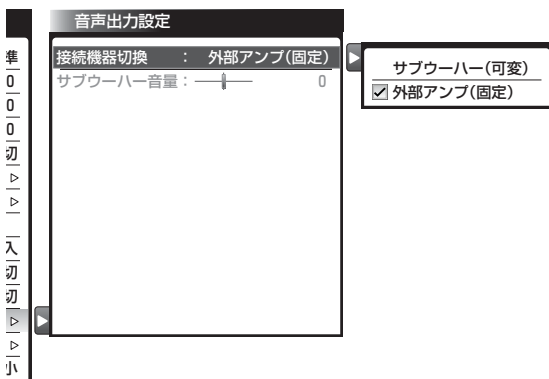 音声出力設定
準
0
0
0
切
入
切
切
小
接続機器切換 : 外部アンプ(固定)
サブウーハー音量 : 0
サブウーハー(可変)
外部アンプ(固定)